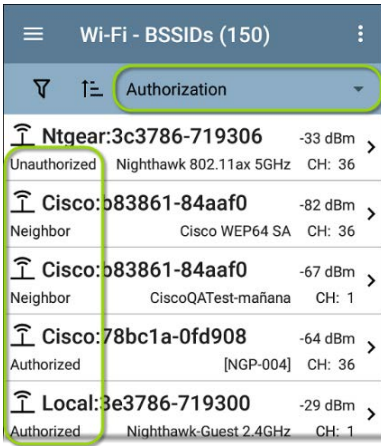 Wi-Fi - BSSIDs (150)
Authorization
Ntgear:3c3786-719306 -33 dBm
Unauthorized Nighthawk 802.11ax 5GHz CH: 36
Cisco:b83861-84aaf0 -82 dBm
Neighbor Cisco WEP64 SA CH: 36
Cisco:b83861-84aaf0 -67 dBm
Neighbor CiscoQATest-mañana CH: 1
Cisco:78bc1a-0fd908 -64 dBm
Authorized [NGP-004] CH: 36
Local:3e3786-719300 -29 dBm
Authorized Nighthawk-Guest 2.4GHz CH: 1